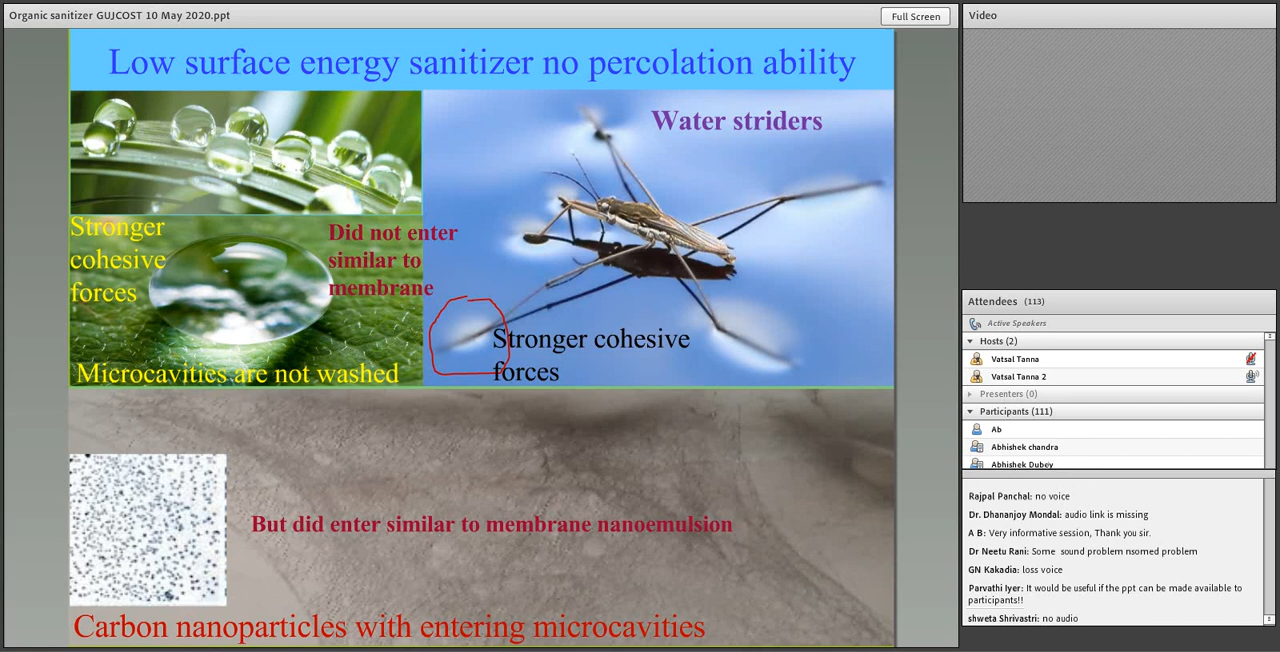 Organic sanitizer GUJCOST 10 May 2020.ppt
Full Screen
Low surface energy sanitizer no percolation ability
Water striders
Stronger
cohesive
forces
Did not enter
similar to
membrane
Stronger cohesive
forces
Microcavities are not washed
But did enter similar to membrane nanoemulsion
Carbon nanoparticles with entering microcavities
Video
Attendees (113)
Active Speakers
Hosts (2)
Vatsal Tanna
Vatsal Tanna 2
Presenters (0)
Participants (111)
Ab
Abhishek chandra
Abhishek Dubey
Rajpal Panchal: no voice
Dr. Dhananjoy Mondal: audio link is missing
A B: Very informative session, Thank you sir.
Dr Neetu Rani: Some sound problem nsomed problem
GN Kakadia: loss voice
Parvathi Iyer: It would be useful if the ppt can be made available to
participants!!
shweta Shrivastri: no audio